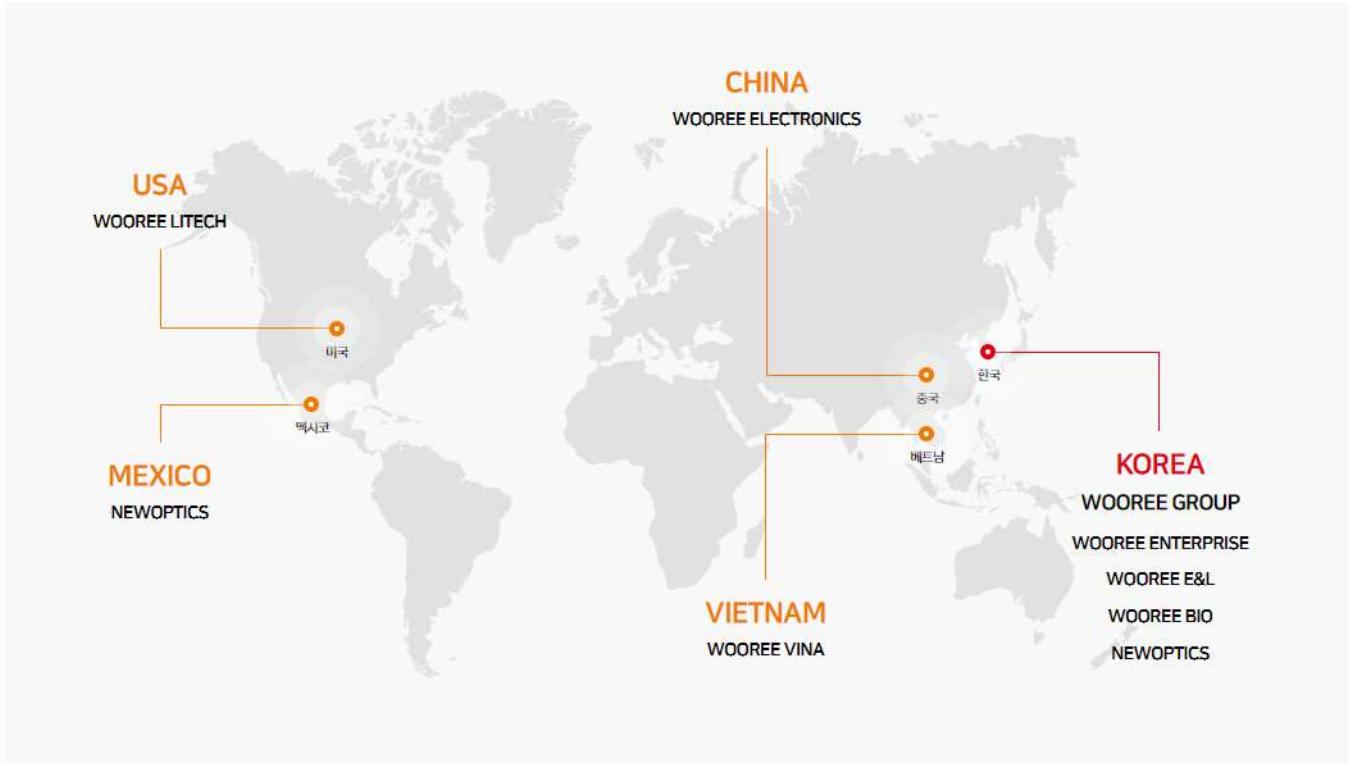 CHINA
WOOREE ELECTRONICS
USA
WOOREE LITECH
미국
한국
중국
멕시코
베트남
MEXICO
NEWOPTICS
KOREA
WOOREE GROUP
WOOREE ENTERPRISE
WOOREE E&L
WOOREE BIO
NEWOPTICS
VIETNAM
WOOREE VINA